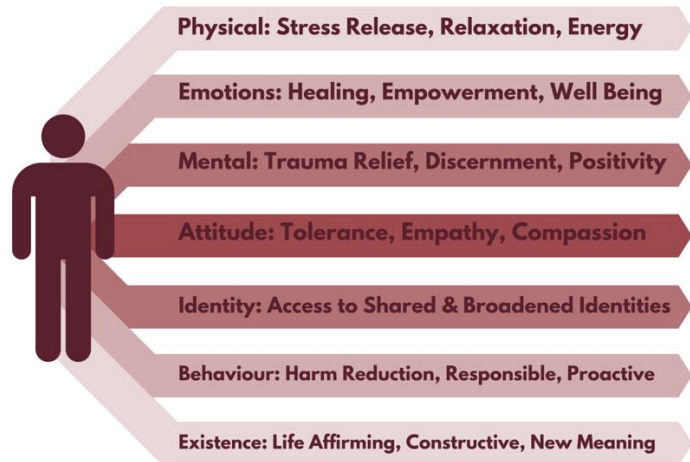 Physical: Stress Release, Relaxation, Energy
Emotions: Healing, Empowerment, Well Being
Mental: Trauma Relief, Discernment, Positivity
Attitude: Tolerance, Empathy, Compassion
Identity: Access to Shared & Broadened Identities
Behaviour: Harm Reduction, Responsible, Proactive
Existence: Life Affirming, Constructive, New Meaning